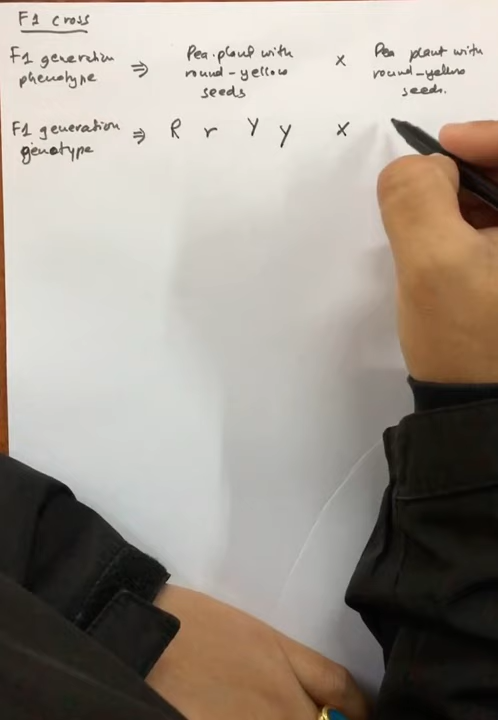 F1 cross
F1 generation phenotype ⇒ Pea plant with round-yellow seeds × Pea plant with round-yellow seeds.
F1 generation genotype ⇒ R r Y y ×